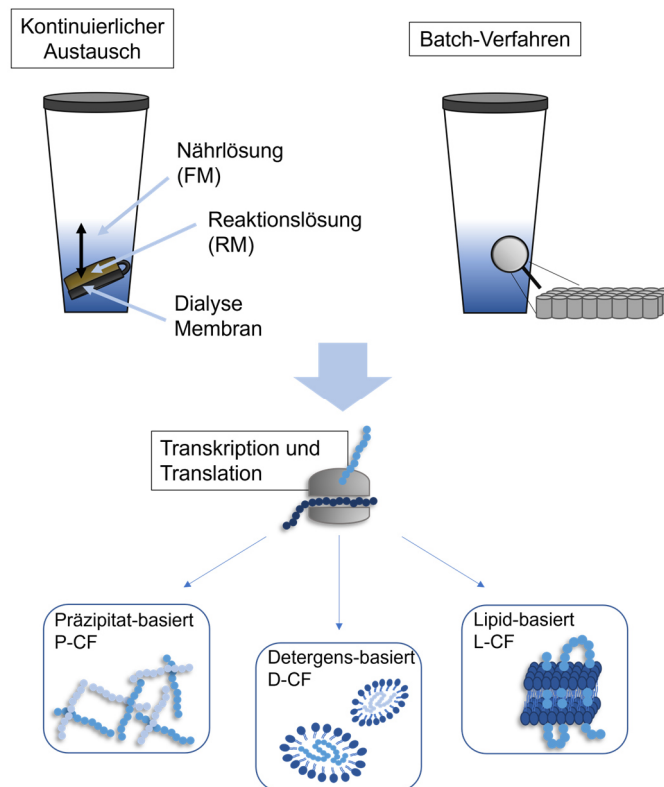 Kontinuierlicher
Austausch
Batch-Verfahren
Nährlösung
(FM)
Reaktionslösung
(RM)
Dialyse
Membran
Transkription und
Translation
Präzipitat-basiert
P-CF
Detergens-basiert
D-CF
Lipid-basiert
L-CF